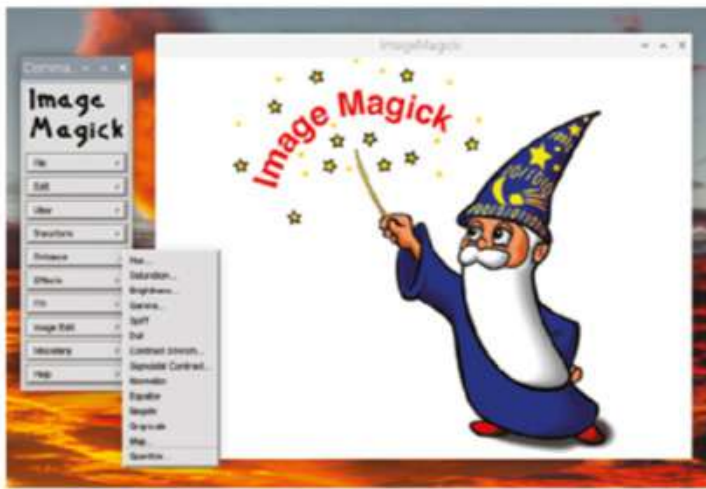 ImageMagick
Comma...
Image
Magick
File
Edit
View
Transform
Enhance
Effects
F/X
Image Edit
Miscellany
Help
Hue...
Saturation...
Brightness...
Gamma...
Spiff
Dull
Contrast Stretch...
Sigmoidal Contrast...
Normalize
Equalize
Negate
Grayscale
Map...
Quantize...
Image Magick